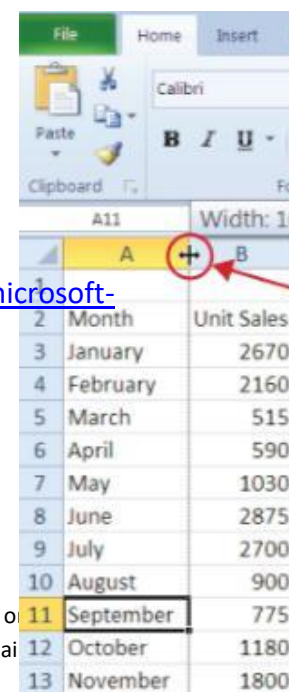 File Home Insert
Calibri
Paste B I U
Clipboard
A11 Width:
A B
1
microsoft-
2 Month Unit Sales
3 January 2670
4 February 2160
5 March 515
6 April 590
7 May 1030
8 June 2875
9 July 2700
10 August 900
11 September 775
12 October 1180
13 November 1800